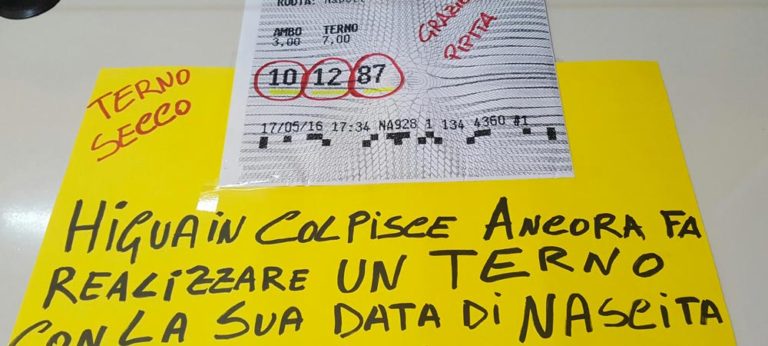 RUOTA: NAPOLI
AMBO TERNO
3,00 7,00
GRAZIE
PIPITA
10 12 87
17/05/16 17:34 NA928 1 134 4360 #1
TERNO
SECCO
HIGUAIN COLPISCE ANCORA FA
REALIZZARE UN TERNO
CON LA SUA DATA DI NASCITA